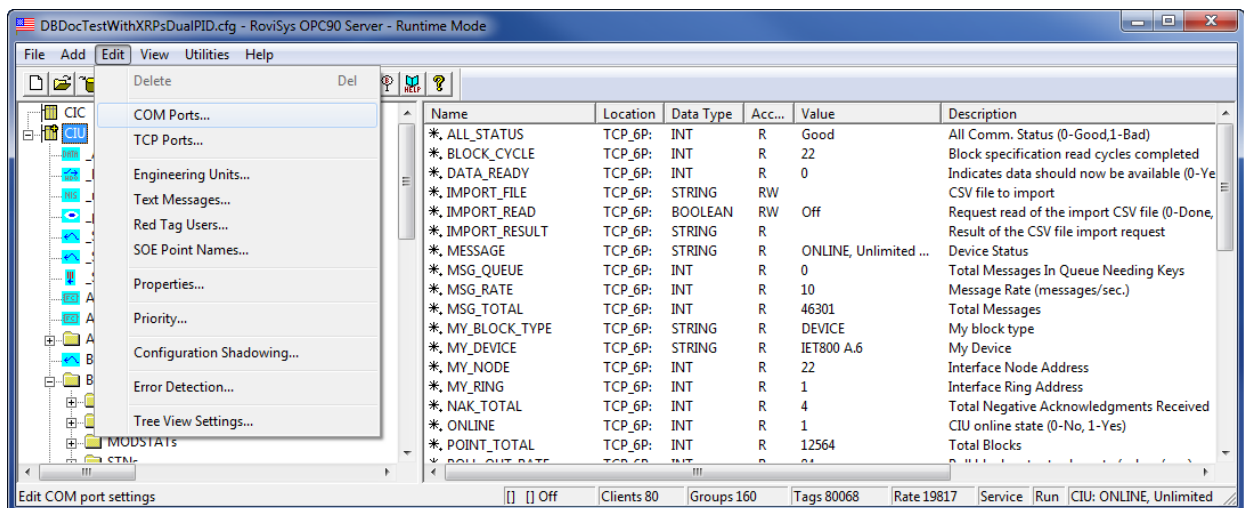 DBDocTestWithXRPsDualPID.cfg - RoviSys OPC90 Server - Runtime Mode
File Add Edit View Utilities Help
Delete Del
COM Ports...
TCP Ports...
Engineering Units...
Text Messages...
Red Tag Users...
SOE Point Names...
Properties...
Priority...
Configuration Shadowing...
Error Detection...
Tree View Settings...
HELP
CIC
CIU
A
A
A
B
B
MODSTATs
STNs
Name Location Data Type Acc... Value Description
ALL_STATUS TCP_6P: INT R Good All Comm. Status (0-Good,1-Bad)
BLOCK_CYCLE TCP_6P: INT R 22 Block specification read cycles completed
DATA_READY TCP_6P: INT R 0 Indicates data should now be available (0-Ye
IMPORT_FILE TCP_6P: STRING RW CSV file to import
IMPORT_READ TCP_6P: BOOLEAN RW Off Request read of the import CSV file (0-Done,
IMPORT_RESULT TCP_6P: STRING R Result of the CSV file import request
MESSAGE TCP_6P: STRING R ONLINE, Unlimited ... Device Status
MSG_QUEUE TCP_6P: INT R 0 Total Messages In Queue Needing Keys
MSG_RATE TCP_6P: INT R 10 Message Rate (messages/sec.)
MSG_TOTAL TCP_6P: INT R 46301 Total Messages
MY_BLOCK_TYPE TCP_6P: STRING R DEVICE My block type
MY_DEVICE TCP_6P: STRING R IET800 A.6 My Device
MY_NODE TCP_6P: INT R 22 Interface Node Address
MY_RING TCP_6P: INT R 1 Interface Ring Address
NAK_TOTAL TCP_6P: INT R 4 Total Negative Acknowledgments Received
ONLINE TCP_6P: INT R 1 CIU online state (0-No, 1-Yes)
POINT_TOTAL TCP_6P: INT R 12564 Total Blocks
Edit COM port settings [] [] Off Clients 80 Groups 160 Tags 80068 Rate 19817 Service Run CIU: ONLINE, Unlimited